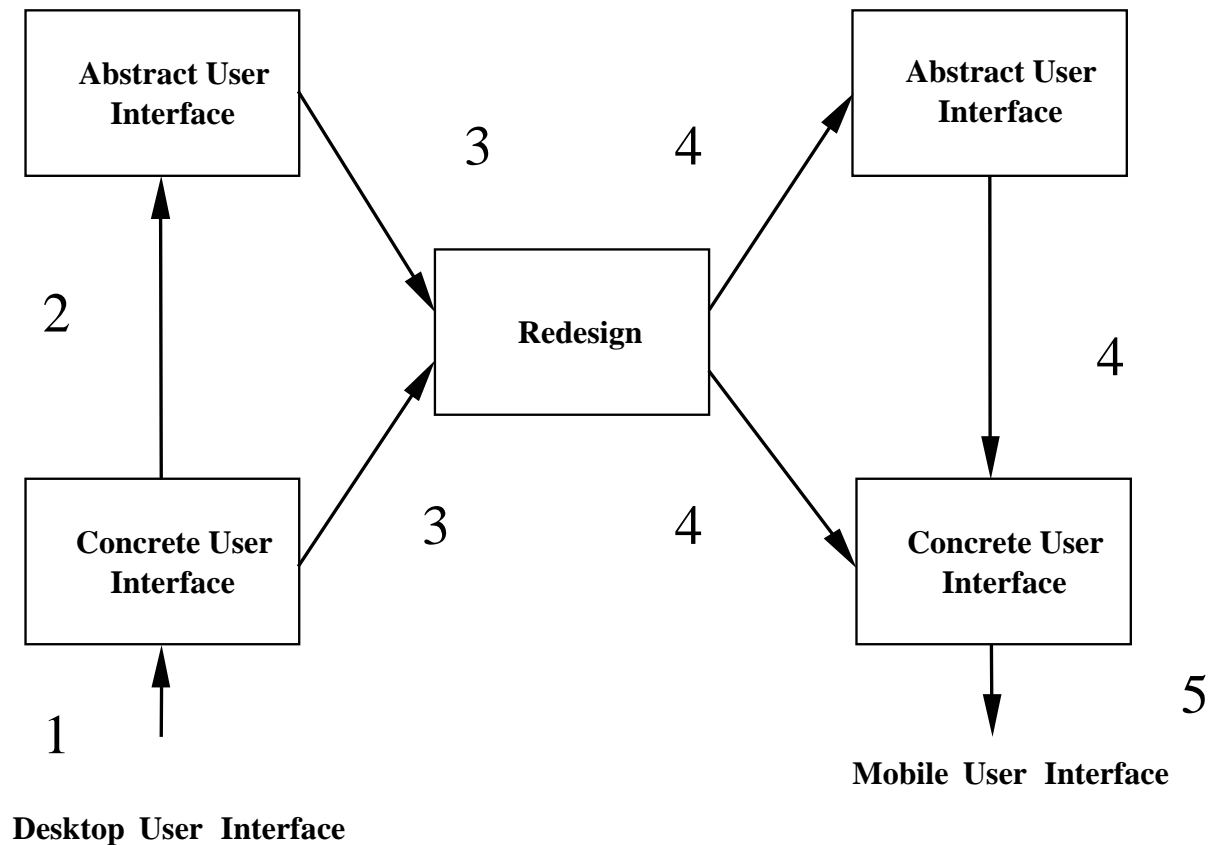 Abstract User
Interface
Abstract User
Interface
3
4
2
Redesign
4
3
4
Concrete User
Interface
Concrete User
Interface
5
1
Mobile User Interface
Desktop User Interface